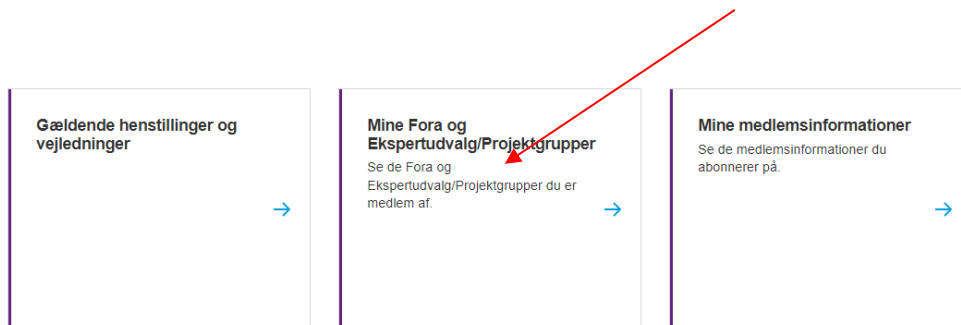 Gældende henstillinger og
vejledninger
Mine Fora og
Ekspertudvalg/Projektgrupper
Se de Fora og
Ekspertudvalg/Projektgrupper du er
medlem af.
Mine medlemsinformationer
Se de medlemsinformationer du
abonnerer på.